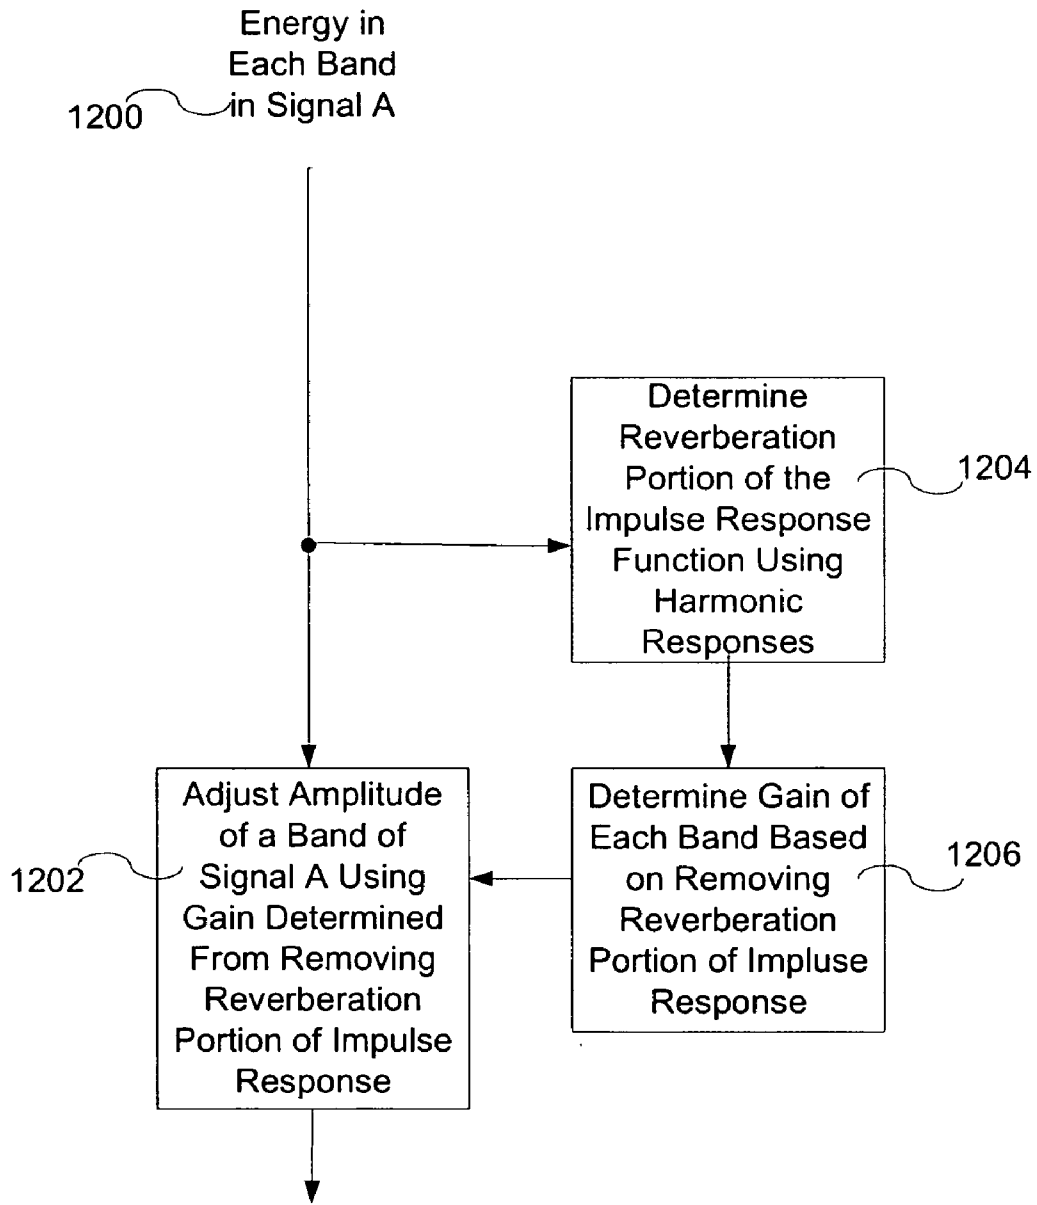 Energy in
Each Band
in Signal A
1200
Determine
Reverberation
Portion of the
Impulse Response
Function Using
Harmonic
Responses
1204
Adjust Amplitude
of a Band of
Signal A Using
Gain Determined
From Removing
Reverberation
Portion of Impulse
Response
1202
Determine Gain of
Each Band Based
on Removing
Reverberation
Portion of Impluse
Response
1206